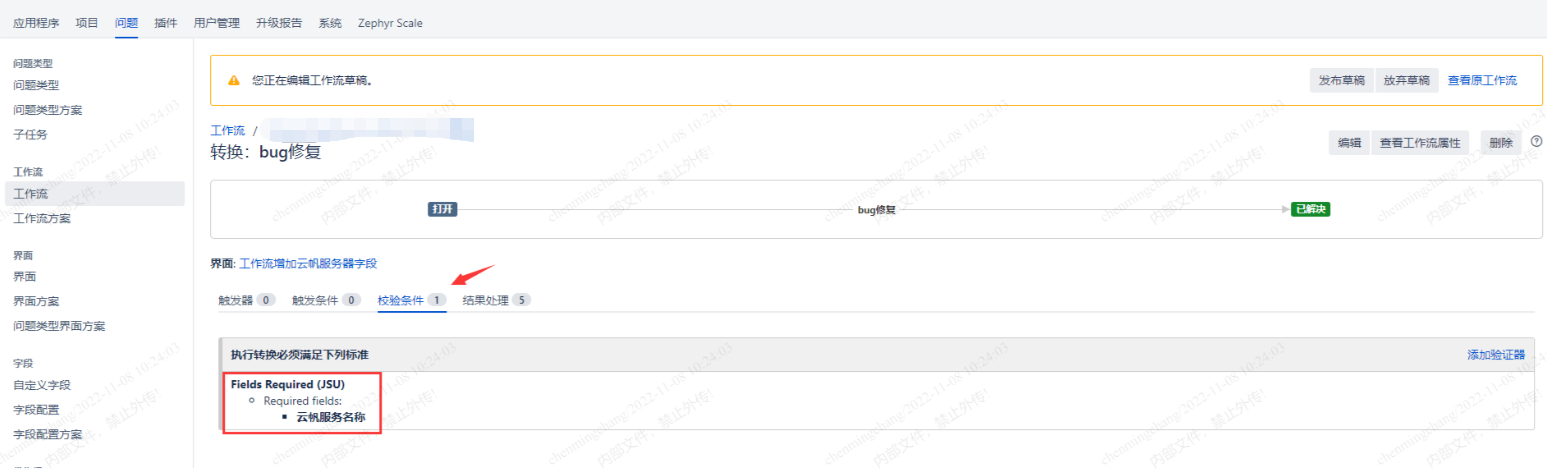 应用程序 项目 问题 插件 用户管理 升级报告 系统 Zephyr Scale
问题类型
问题类型
问题类型方案
子任务
工作流
工作流
工作流方案
界面
界面
界面方案
问题类型界面方案
字段
自定义字段
字段配置
字段配置方案
您正在编辑工作流草稿。
发布草稿 放弃草稿 查看原工作流
工作流 /
转换：bug修复
编辑 查看工作流属性 删除
打开 bug修复 已解决
界面: 工作流增加云帆服务器字段
触发器 0 触发条件 0 校验条件 1 结果处理 5
执行转换必须满足下列标准
添加验证器
Fields Required (JSU)
Required fields:
云帆服务名称
chenmingchang/2022-11-08 10:24:03
内部文件，禁止外传!